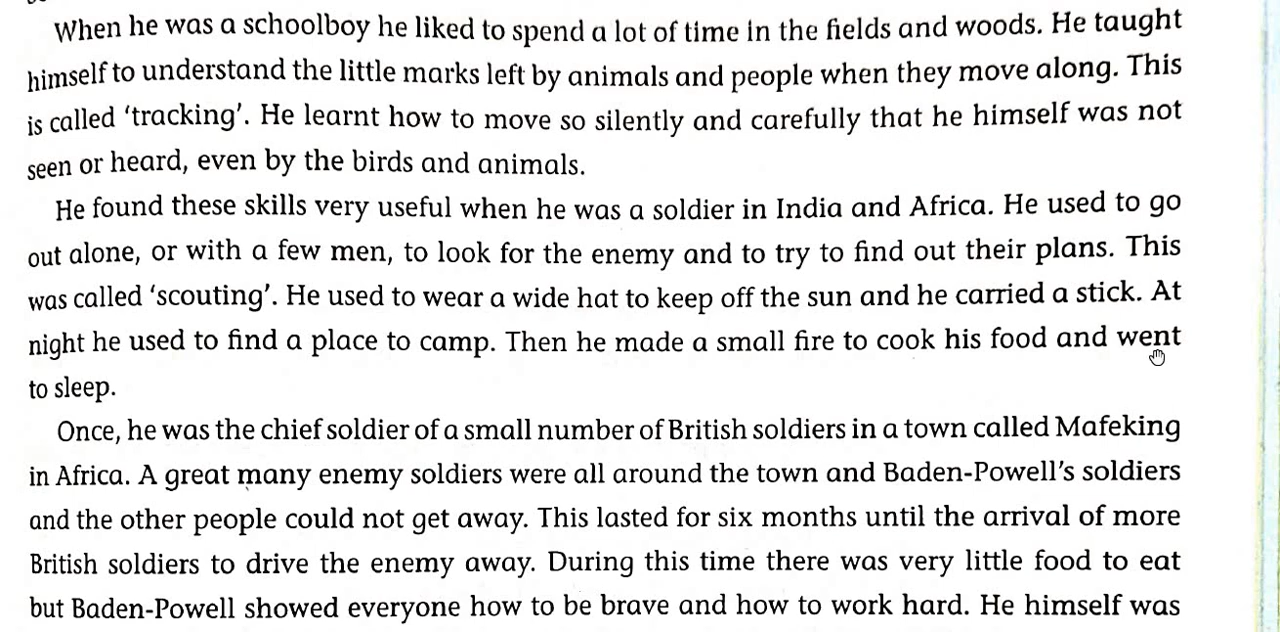 When he was a schoolboy he liked to spend a lot of time in the fields and woods. He taught
himself to understand the little marks left by animals and people when they move along. This
is called 'tracking'. He learnt how to move so silently and carefully that he himself was not
seen or heard, even by the birds and animals.
He found these skills very useful when he was a soldier in India and Africa. He used to go
out alone, or with a few men, to look for the enemy and to try to find out their plans. This
was called 'scouting'. He used to wear a wide hat to keep off the sun and he carried a stick. At
night he used to find a place to camp. Then he made a small fire to cook his food and went
to sleep.
Once, he was the chief soldier of a small number of British soldiers in a town called Mafeking
in Africa. A great many enemy soldiers were all around the town and Baden-Powell's soldiers
and the other people could not get away. This lasted for six months until the arrival of more
British soldiers to drive the enemy away. During this time there was very little food to eat
but Baden-Powell showed everyone how to be brave and how to work hard. He himself was